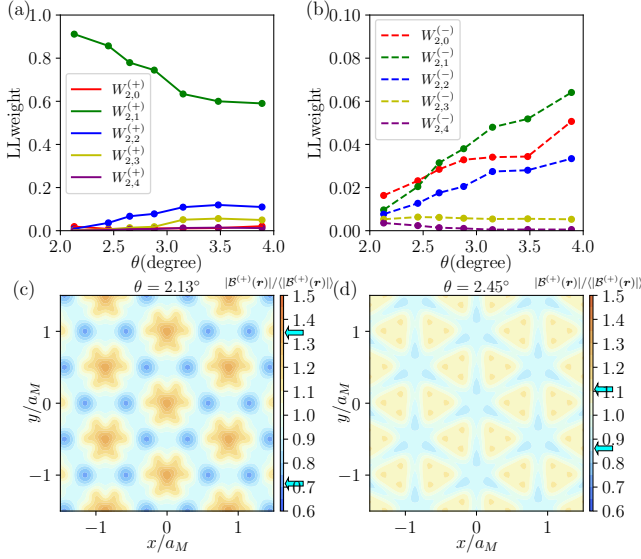 (a)
1.0
0.8
0.6
0.4
0.2
0.0
LLweight
W_{2,0}^{(+)}
W_{2,1}^{(+)}
W_{2,2}^{(+)}
W_{2,3}^{(+)}
W_{2,4}^{(+)}
2.0 2.5 3.0 3.5 4.0
θ(degree)
(b)
0.10
0.08
0.06
0.04
0.02
0.00
LLweight
W_{2,0}^{(−)}
W_{2,1}^{(−)}
W_{2,2}^{(−)}
W_{2,3}^{(−)}
W_{2,4}^{(−)}
2.0 2.5 3.0 3.5 4.0
θ(degree)
(c)
θ = 2.13°
|ℬ^{(+)}(r)|/⟨|ℬ^{(+)}(r)|⟩
1
0
−1
y/a_M
−1 0 1
x/a_M
1.5
1.4
1.3
1.2
1.1
1.0
0.9
0.8
0.7
0.6
(d)
θ = 2.45°
|ℬ^{(+)}(r)|/⟨|ℬ^{(+)}(r)|⟩
1
0
−1
y/a_M
−1 0 1
x/a_M
1.5
1.4
1.3
1.2
1.1
1.0
0.9
0.8
0.7
0.6